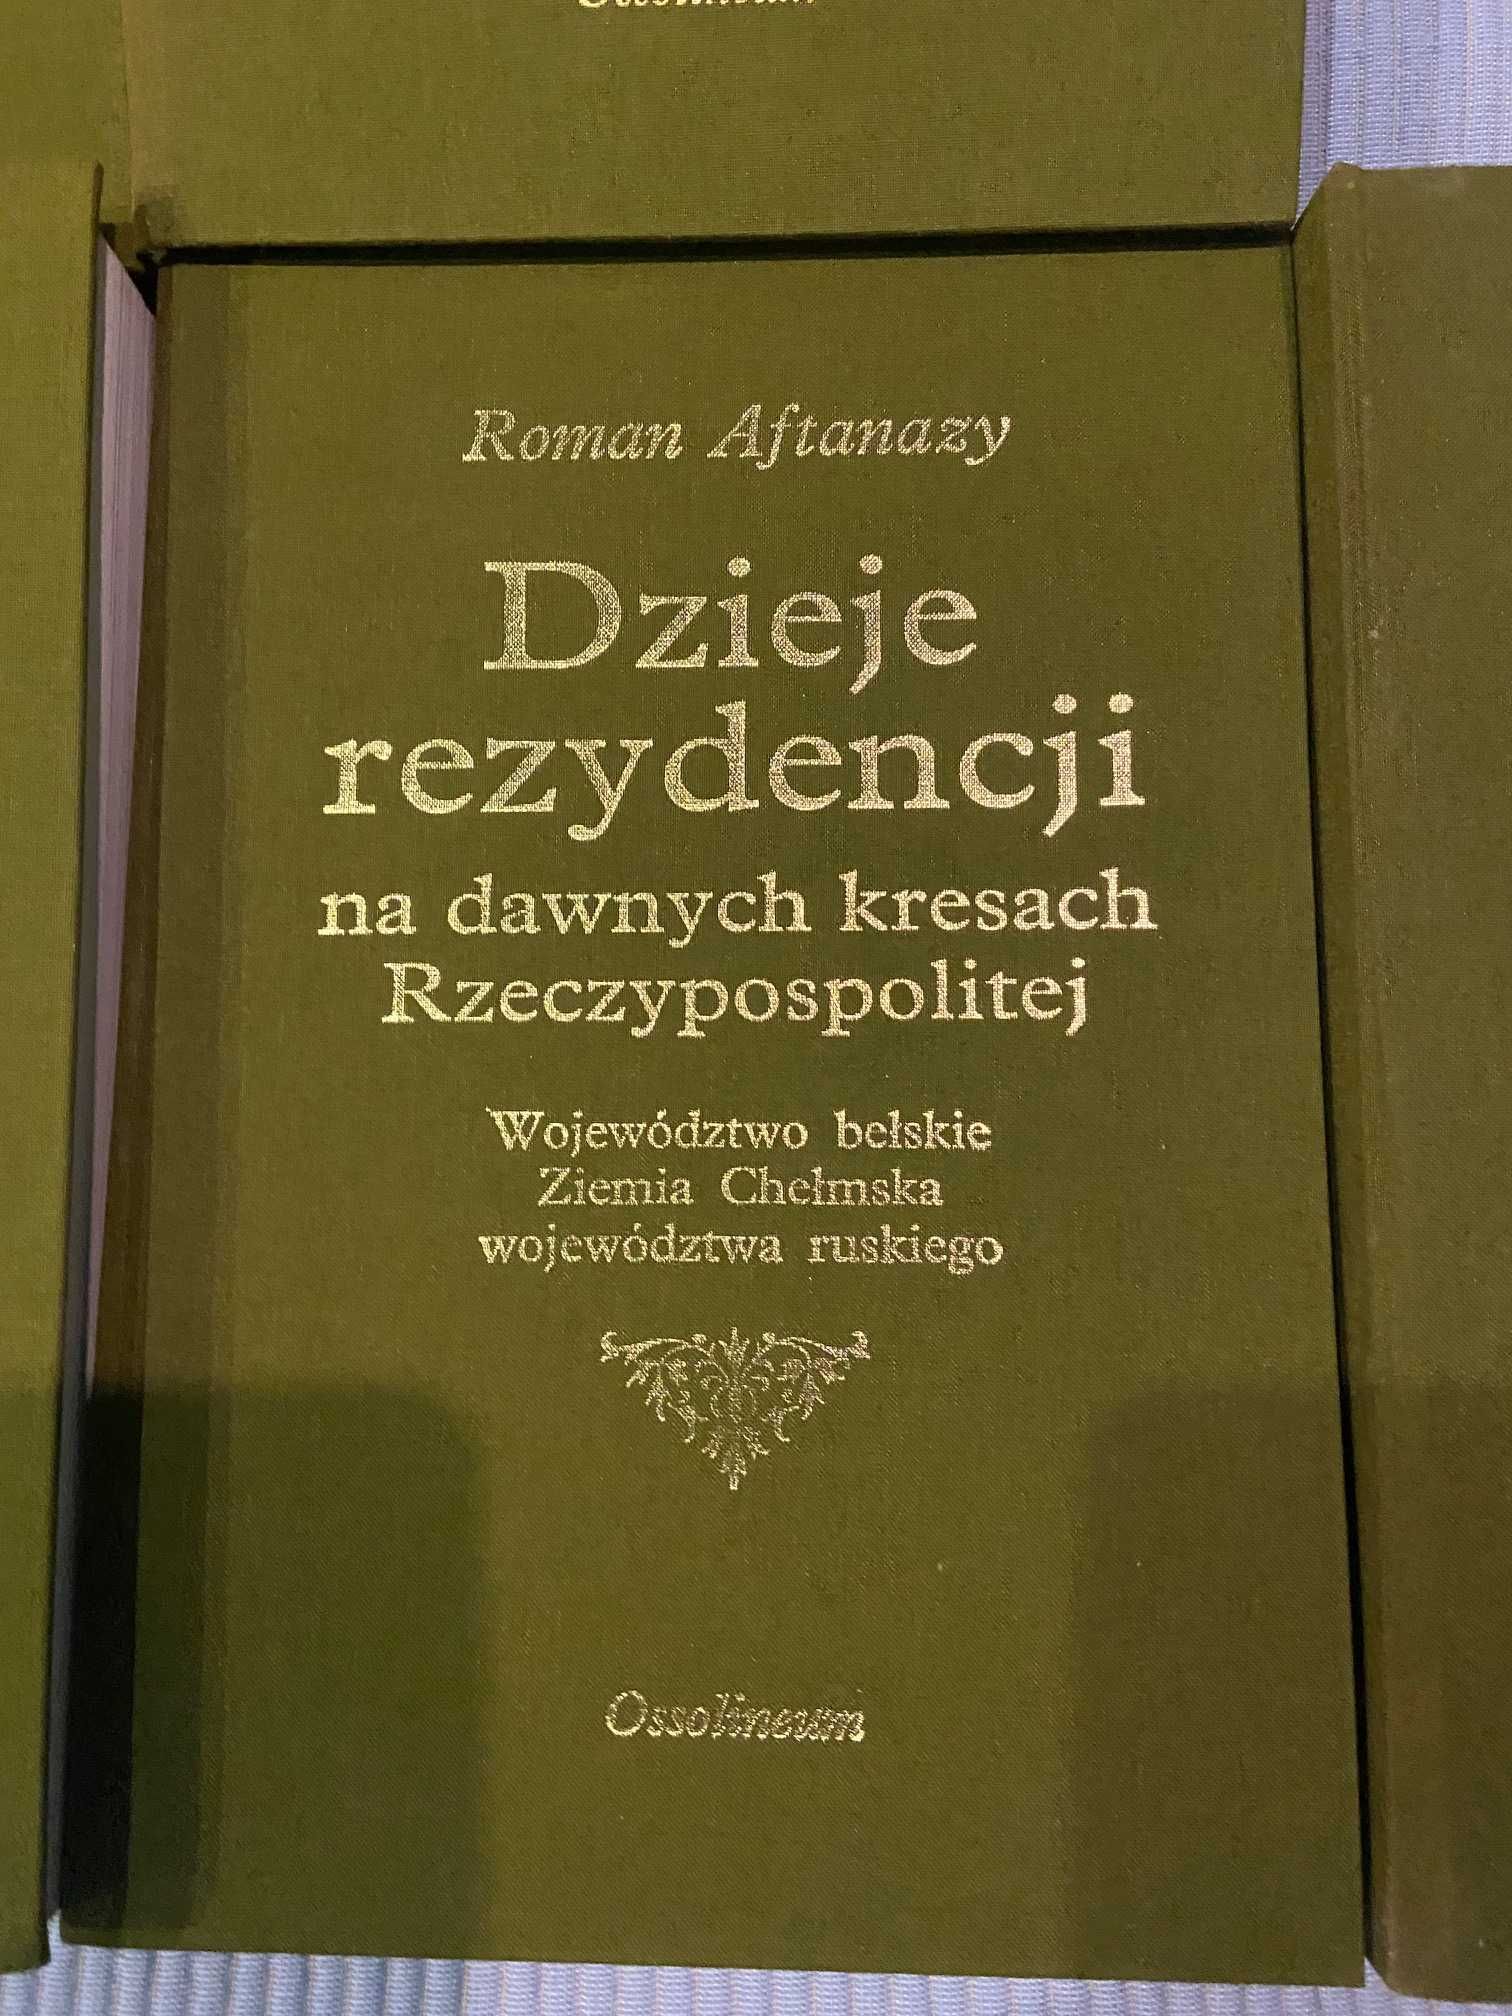 Roman Aftanazy
Dzieje
rezydencji
na dawnych kresach
Rzeczypospolitej
Województwo bełskie
Ziemia Chełmska
województwa ruskiego
Ossolineum